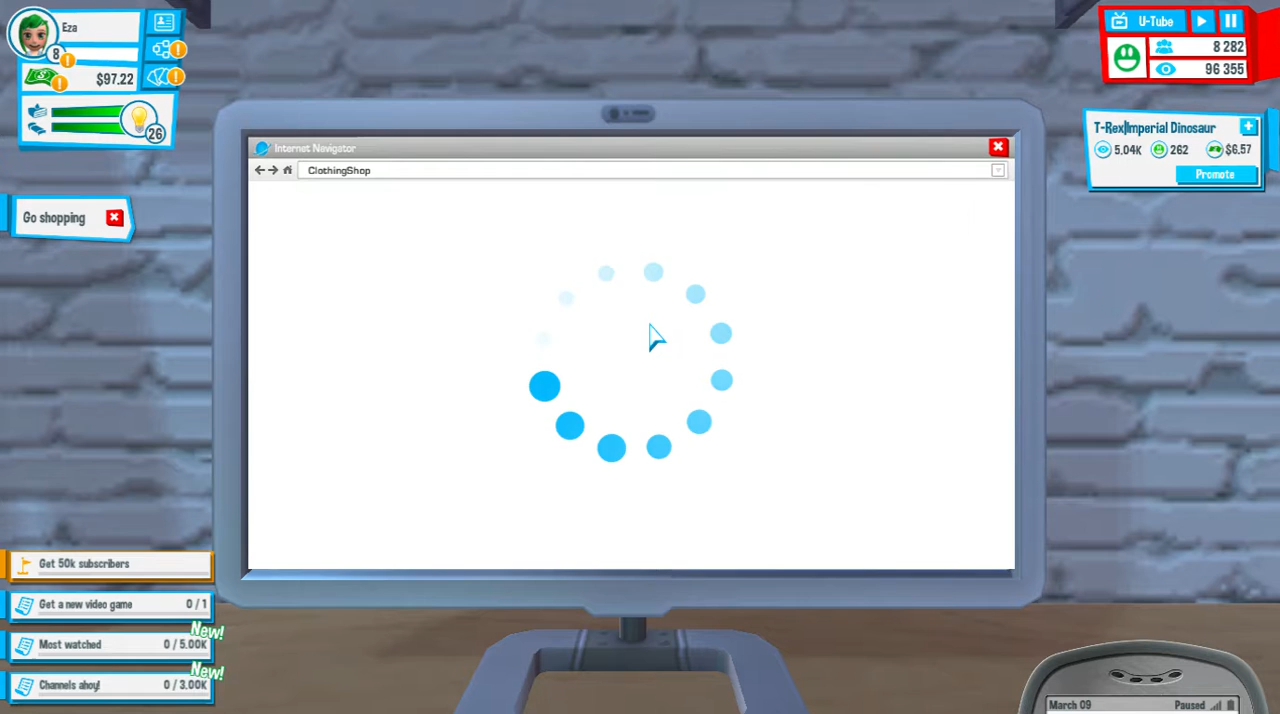 Eza
8
$97.22
26
Go shopping
Internet Navigator
ClothingShop
U-Tube
8 282
96 355
T-Rex|Imperial Dinosaur
5.04K 262 $6.57
Promote
Get 50k subscribers
Get a new video game 0 / 1
New!
Most watched 0 / 5.00K
New!
Channels ahoy! 0 / 3.00K
March 09 Paused